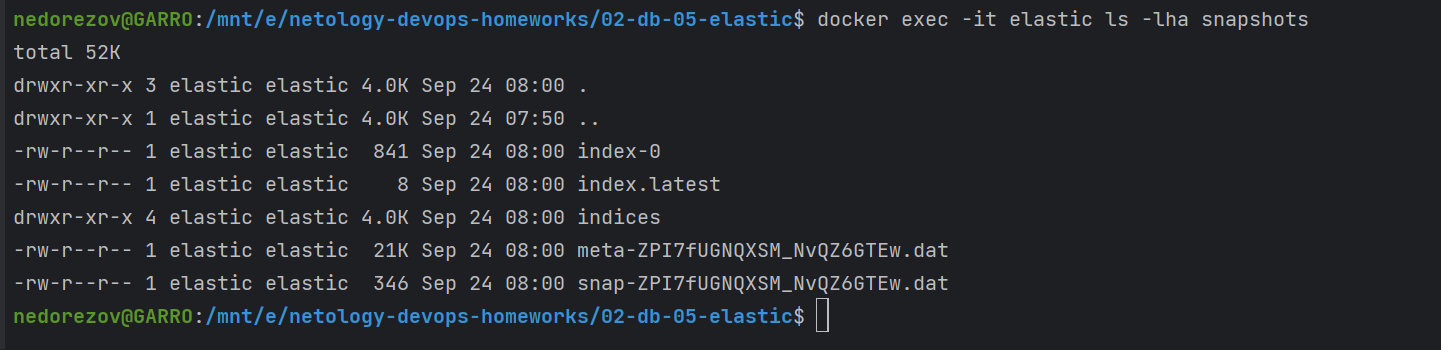 nedorezov@GARRO:/mnt/e/netology-devops-homeworks/02-db-05-elastic$ docker exec -it elastic ls -lha snapshots
total 52K
drwxr-xr-x 3 elastic elastic 4.0K Sep 24 08:00 .
drwxr-xr-x 1 elastic elastic 4.0K Sep 24 07:50 ..
-rw-r--r-- 1 elastic elastic  841 Sep 24 08:00 index-0
-rw-r--r-- 1 elastic elastic    8 Sep 24 08:00 index.latest
drwxr-xr-x 4 elastic elastic 4.0K Sep 24 08:00 indices
-rw-r--r-- 1 elastic elastic  21K Sep 24 08:00 meta-ZPI7fUGNQXSM_NvQZ6GTEw.dat
-rw-r--r-- 1 elastic elastic  346 Sep 24 08:00 snap-ZPI7fUGNQXSM_NvQZ6GTEw.dat
nedorezov@GARRO:/mnt/e/netology-devops-homeworks/02-db-05-elastic$